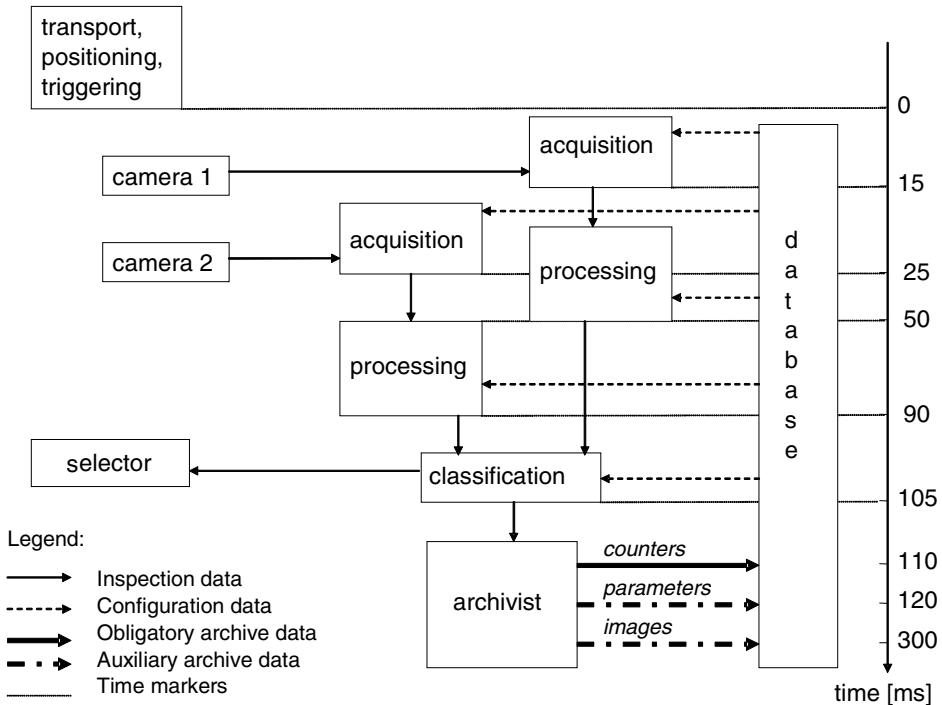 transport,
positioning,
triggering
0
acquisition
camera 1
15
acquisition
database
camera 2
processing
25
50
processing
90
selector
classification
105
Legend:
Inspection data
Configuration data
Obligatory archive data
Auxiliary archive data
Time markers
archivist
counters
110
parameters
120
images
300
time [ms]